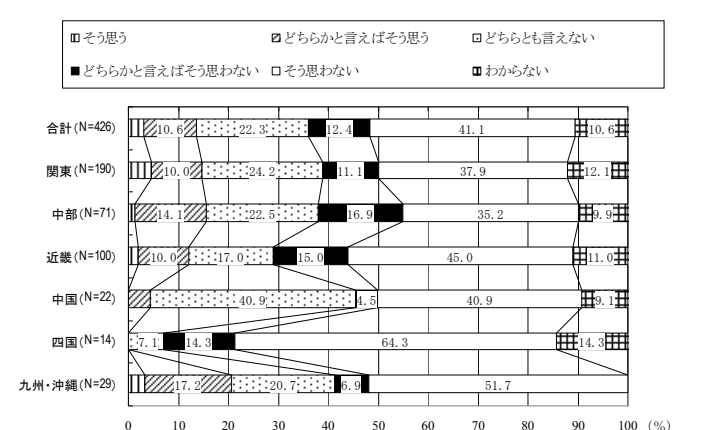 そう思う どちらかと言えばそう思う どちらとも言えない
どちらかと言えばそう思わない そう思わない わからない
合計(N=426) 10.6 22.3 12.4 41.1 10.6
関東(N=190) 10.0 24.2 11.1 37.9 12.1
中部(N=71) 14.1 22.5 16.9 35.2 9.9
近畿(N=100) 10.0 17.0 15.0 45.0 11.0
中国(N=22) 40.9 4.5 40.9 9.1
四国(N=14) 7.1 14.3 64.3 14.3
九州・沖縄(N=29) 17.2 20.7 6.9 51.7
0 10 20 30 40 50 60 70 80 90 100 (%)